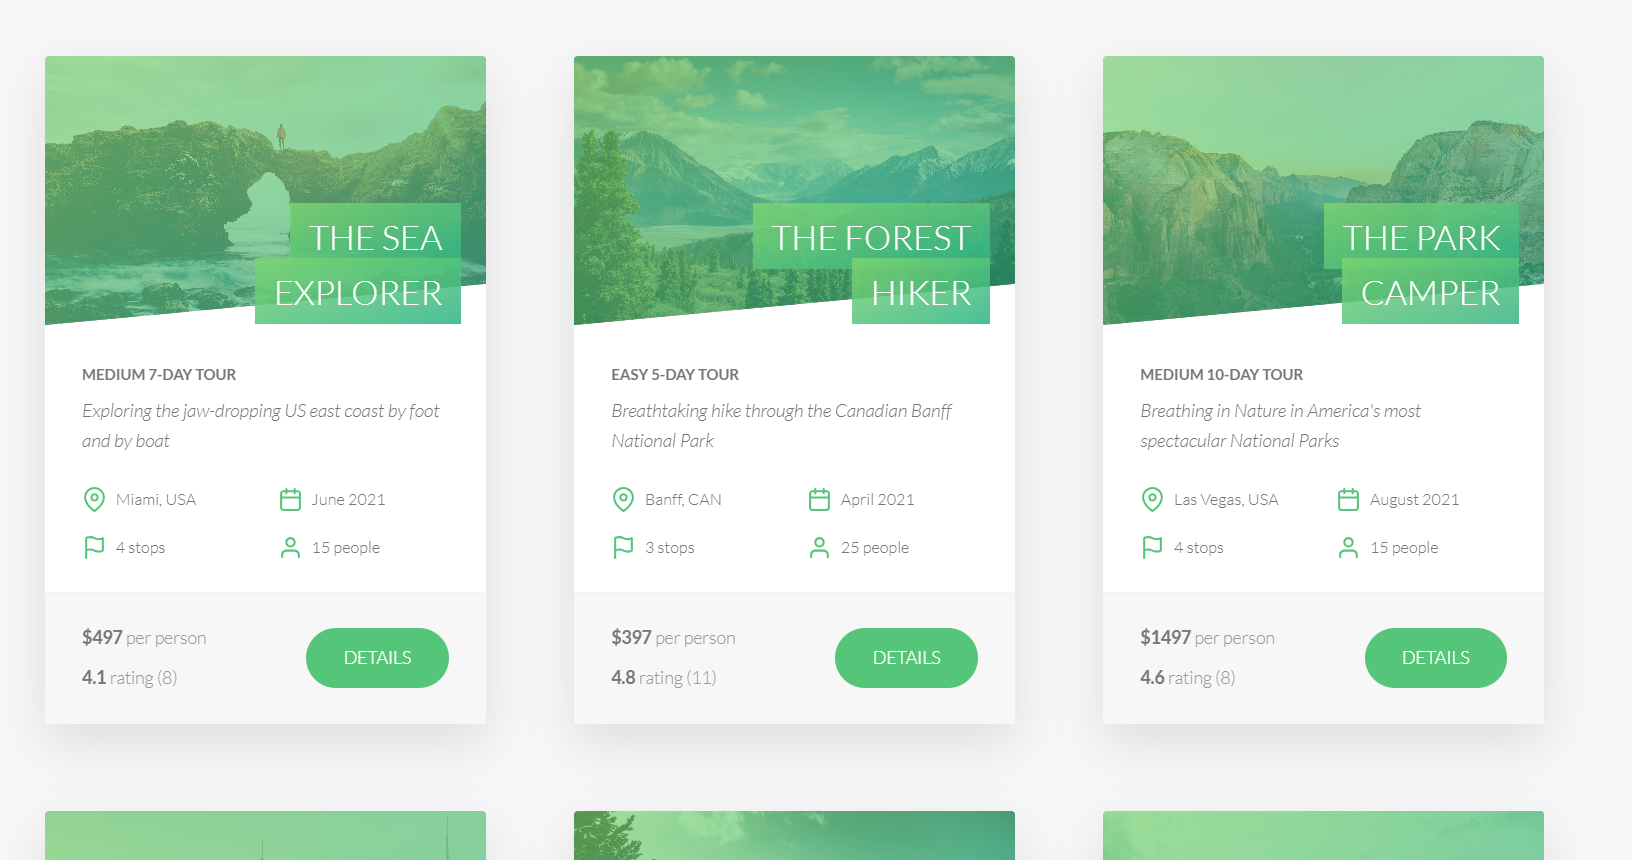 THE SEA
EXPLORER
MEDIUM 7-DAY TOUR
Exploring the jaw-dropping US east coast by foot
and by boat
Miami, USA
June 2021
4 stops
15 people
$497 per person
4.1 rating (8)
DETAILS
THE FOREST
HIKER
EASY 5-DAY TOUR
Breathtaking hike through the Canadian Banff
National Park
Banff, CAN
April 2021
3 stops
25 people
$397 per person
4.8 rating (11)
DETAILS
THE PARK
CAMPER
MEDIUM 10-DAY TOUR
Breathing in Nature in America's most
spectacular National Parks
Las Vegas, USA
August 2021
4 stops
15 people
$1497 per person
4.6 rating (8)
DETAILS